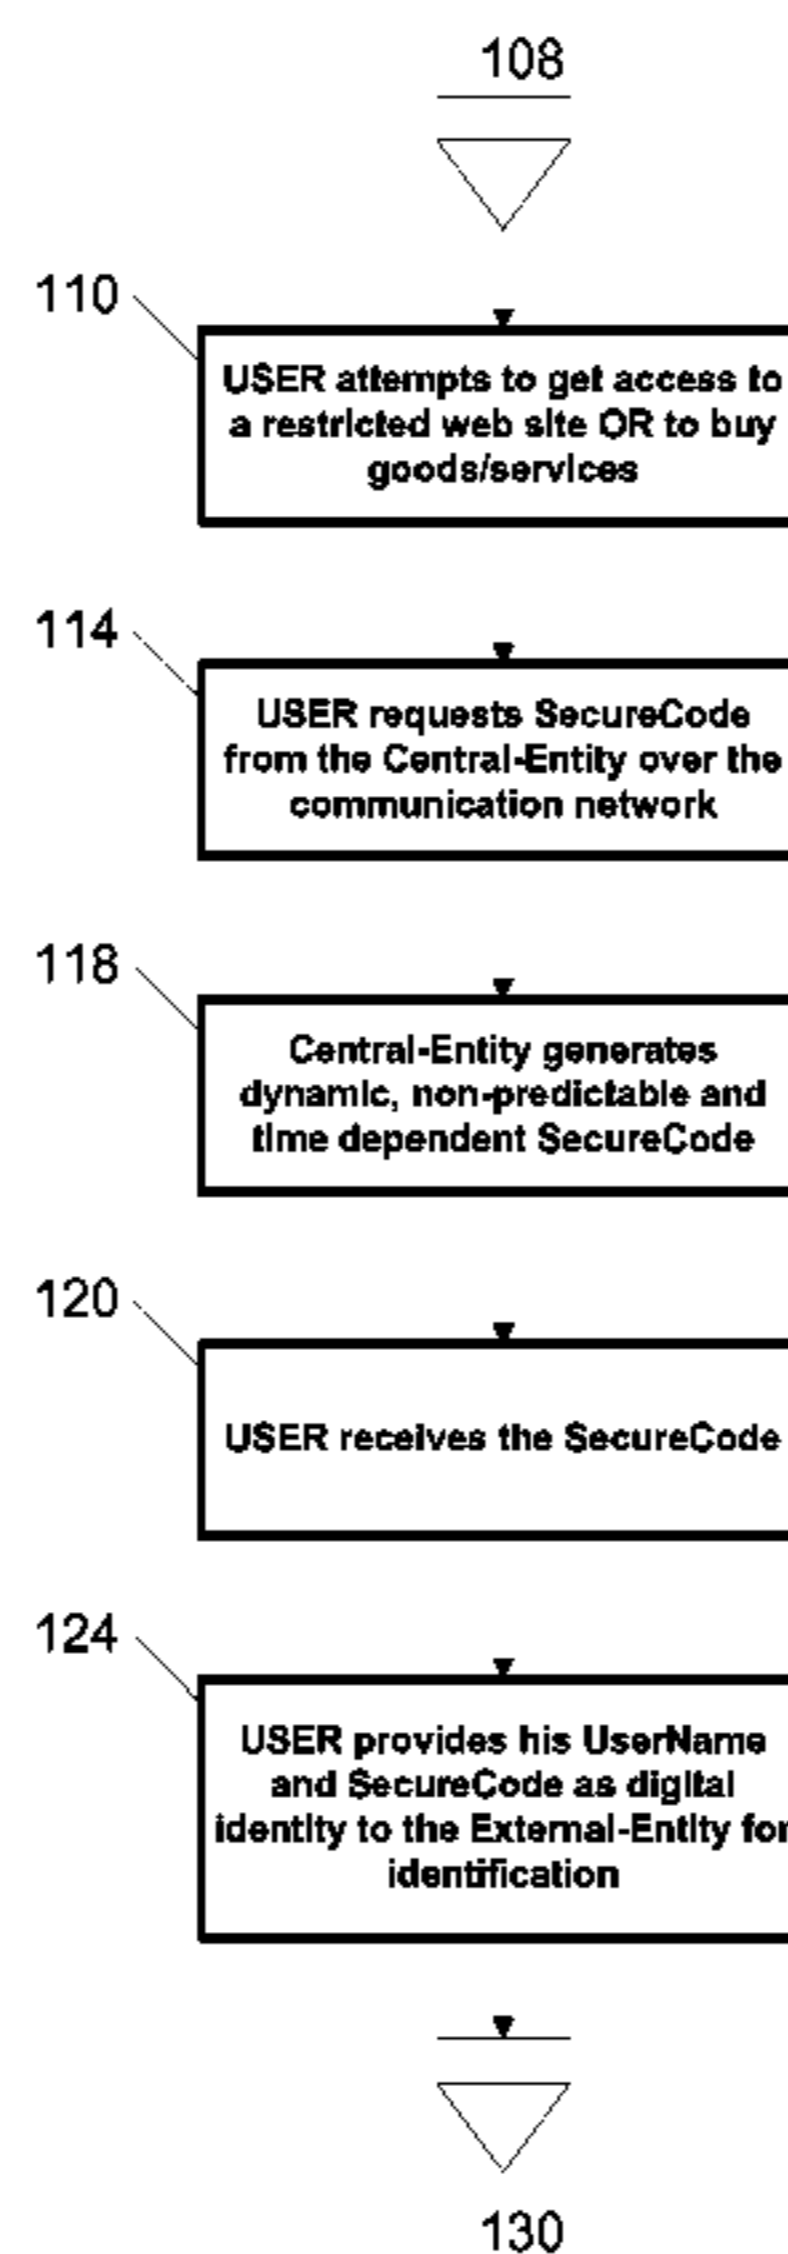 108
110
USER attempts to get access to
a restricted web site OR to buy
goods/services
114
USER requests SecureCode
from the Central-Entity over the
communication network
118
Central-Entity generates
dynamic, non-predictable and
time dependent SecureCode
120
USER receives the SecureCode
124
USER provides his UserName
and SecureCode as digital
identity to the External-Entity for
identification
130